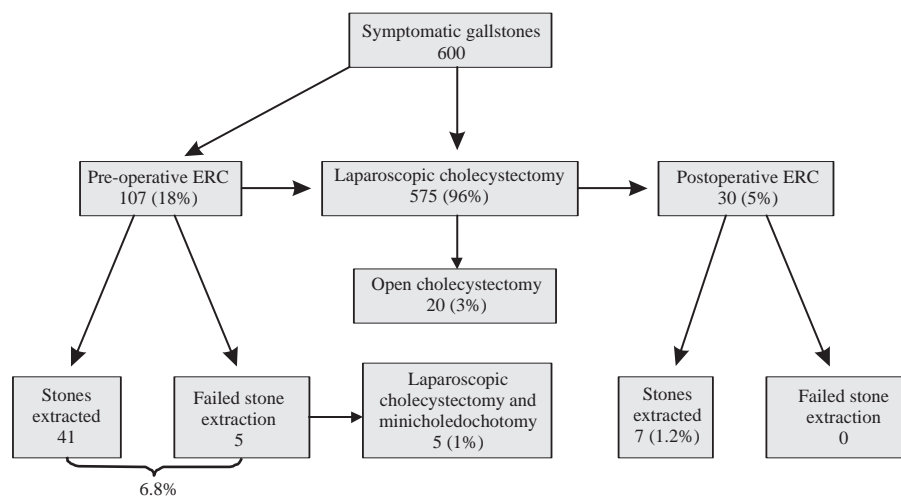 Symptomatic gallstones
600
Pre-operative ERC
107 (18%)
Laparoscopic cholecystectomy
575 (96%)
Postoperative ERC
30 (5%)
Open cholecystectomy
20 (3%)
Stones
extracted
41
Failed stone
extraction
5
Laparoscopic
cholecystectomy and
minicholedochotomy
5 (1%)
Stones
extracted
7 (1.2%)
Failed stone
extraction
0
6.8%